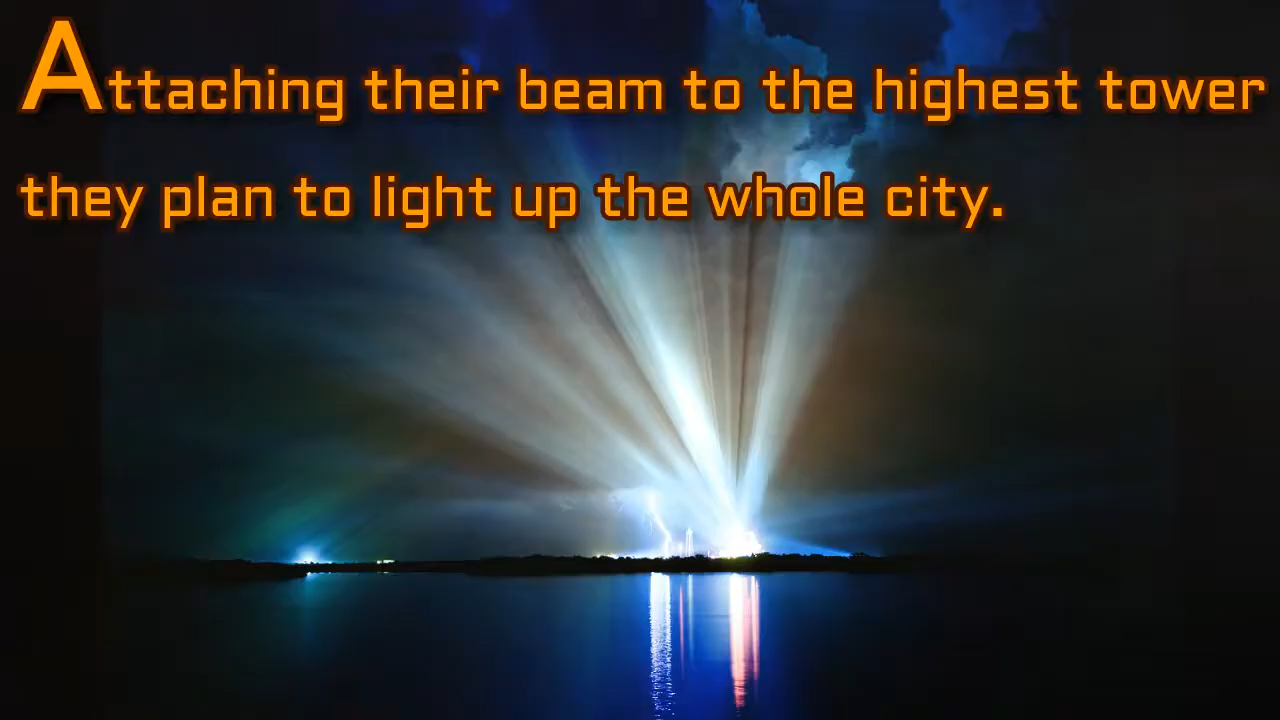 Attaching their beam to the highest tower
they plan to light up the whole city.